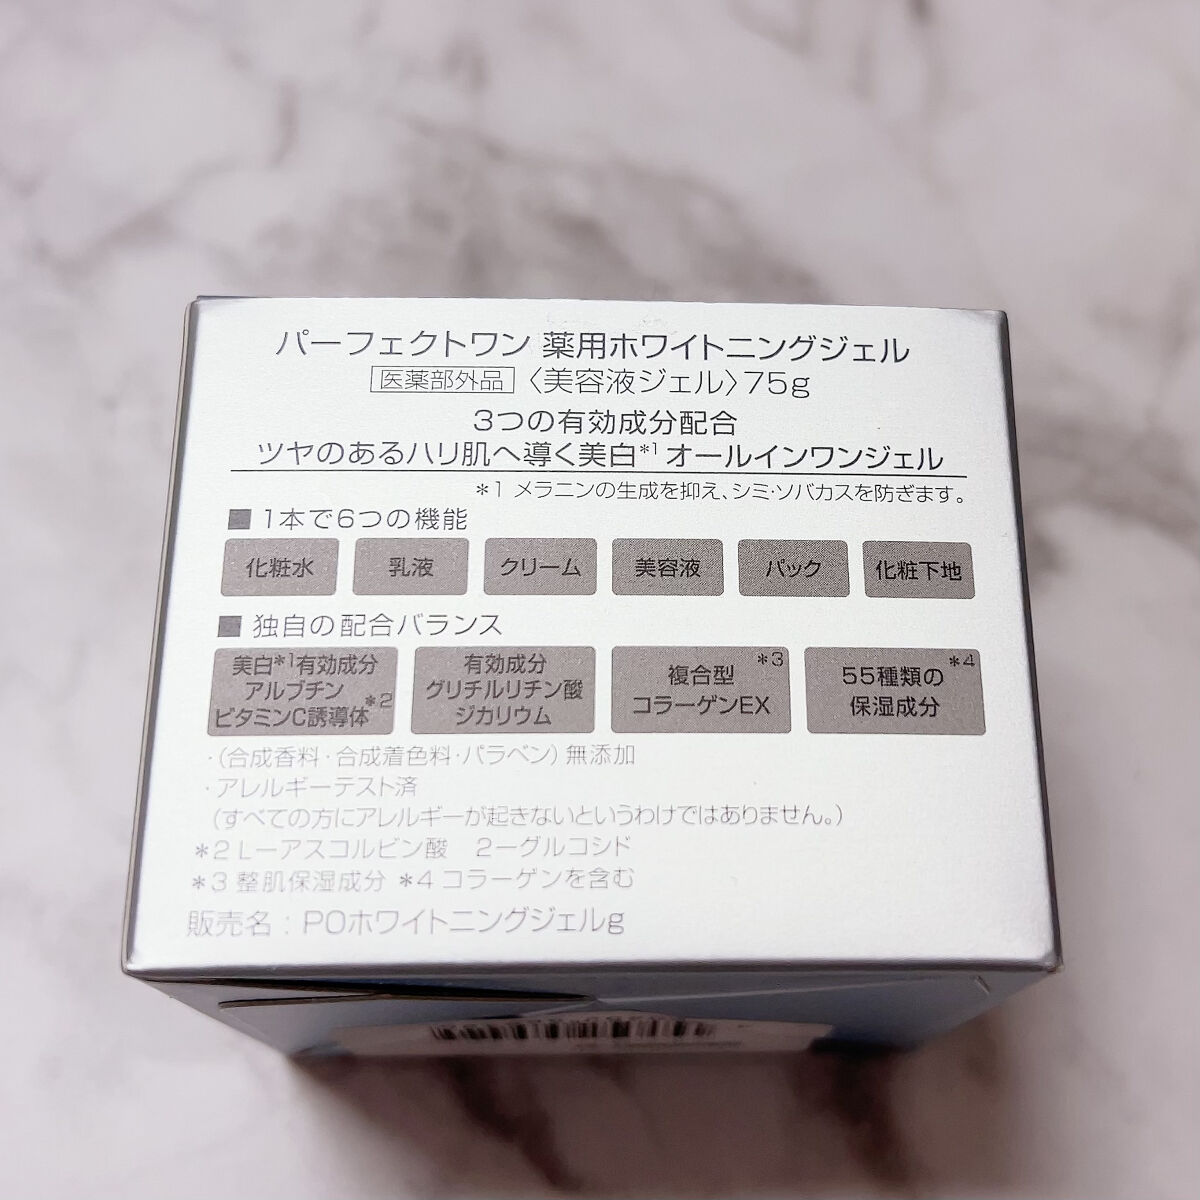 パーフェクトワン 薬用ホワイトニングジェル
医薬部外品 〈美容液ジェル〉75g
3つの有効成分配合
ツヤのあるハリ肌へ導く美白*1オールインワンジェル
*1 メラニンの生成を抑え、シミ・ソバカスを防ぎます。
■ 1本で6つの機能
化粧水 乳液 クリーム 美容液 パック 化粧下地
■ 独自の配合バランス
美白*1有効成分
アルブチン
ビタミンC誘導体*2
有効成分
グリチルリチン酸
ジカリウム
複合型*3
コラーゲンEX
55種類の*4
保湿成分
・(合成香料・合成着色料・パラベン)無添加
・アレルギーテスト済
(すべての方にアレルギーが起きないというわけではありません。)
*2 L-アスコルビン酸 2-グルコシド
*3 整肌保湿成分 *4 コラーゲンを含む
販売名:POホワイトニングジェルg